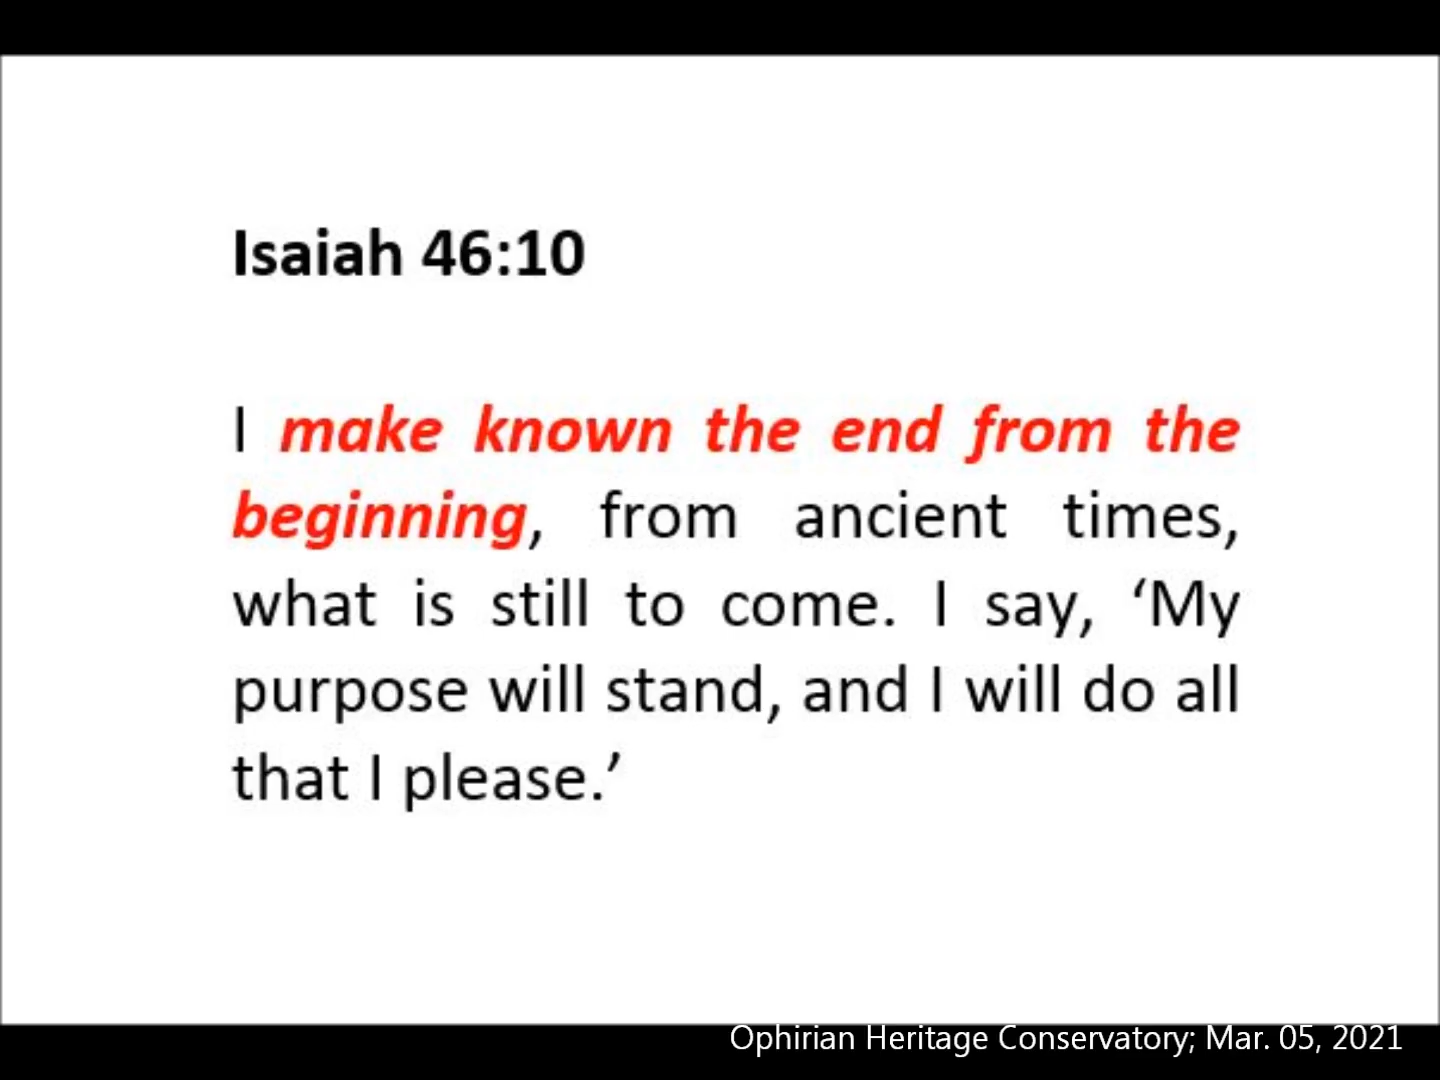 Isaiah 46:10
I make known the end from the
beginning, from ancient times,
what is still to come. I say, ‘My
purpose will stand, and I will do all
that I please.’
Ophirian Heritage Conservatory; Mar. 05, 2021